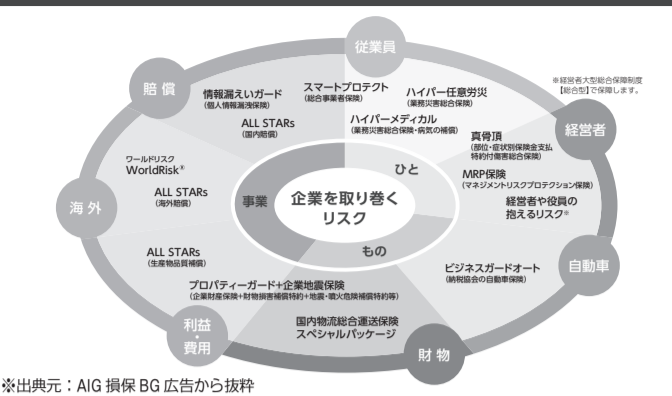 従業員
※経営者大型総合保障制度
【総合型】で保障します。
賠 償
情報漏えいガード
(個人情報漏洩保険)
スマートプロテクト
(総合事業者保険)
ハイパー任意労災
(業務災害総合保険)
ALL STARs
(国内賠償)
ハイパーメディカル
(業務災害総合保険・病気の補償)
真骨頂
(部位・症状別保険金支払
特約付傷害総合保険)
経営者
ワールドリスク
WorldRisk®
ひと
MRP保険
(マネジメントリスクプロテクション保険)
ALL STARs
(海外賠償)
事業
企業を取り巻く
リスク
経営者や役員の
抱えるリスク※
海 外
もの
ALL STARs
(生産物品質補償)
ビジネスガードオート
(納税協会の自動車保険)
自動車
プロパティーガード+企業地震保険
(企業財産保険+財物損害補償特約+地震・噴火危険補償特約等)
利益
・
費用
国内物流総合運送保険
スペシャルパッケージ
財 物
※出典元：AIG 損保 BG 広告から抜粋